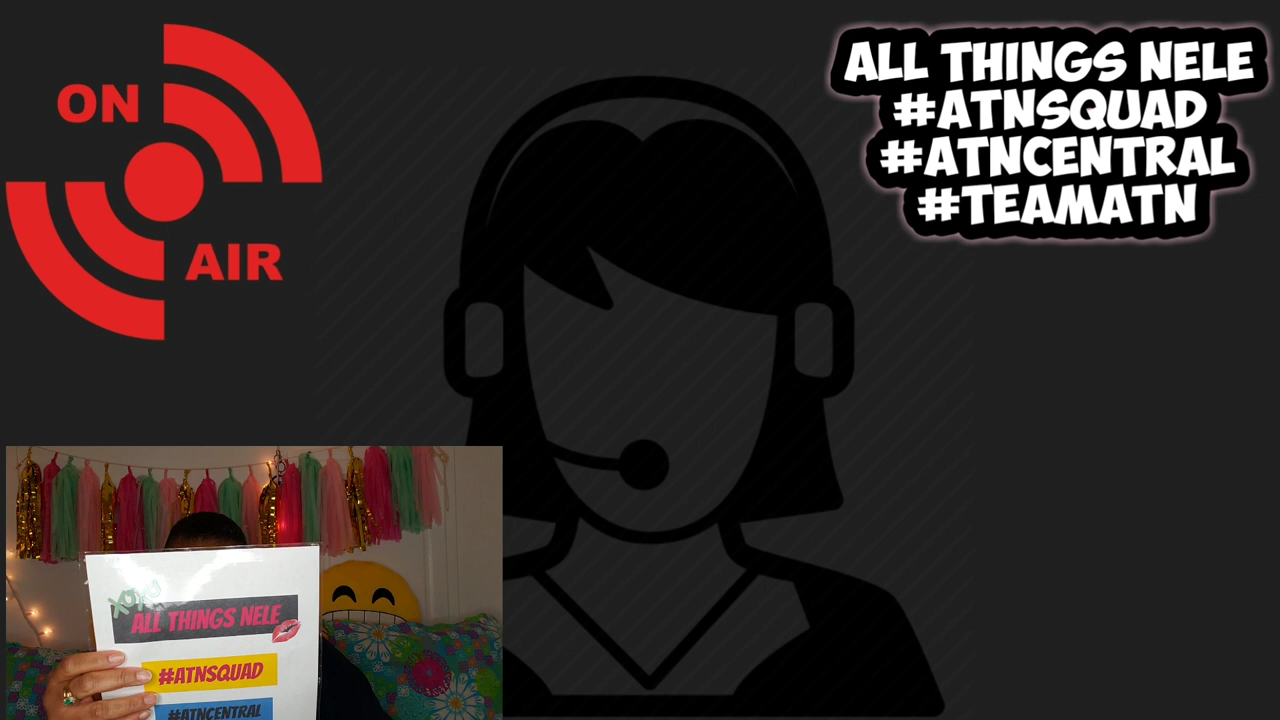 ON
AIR
ALL THINGS NELE
#ATNSQUAD
#ATNCENTRAL
#TEAMATN
XOXO
ALL THINGS NELE
#ATNSQUAD
#ATNCENTRAL